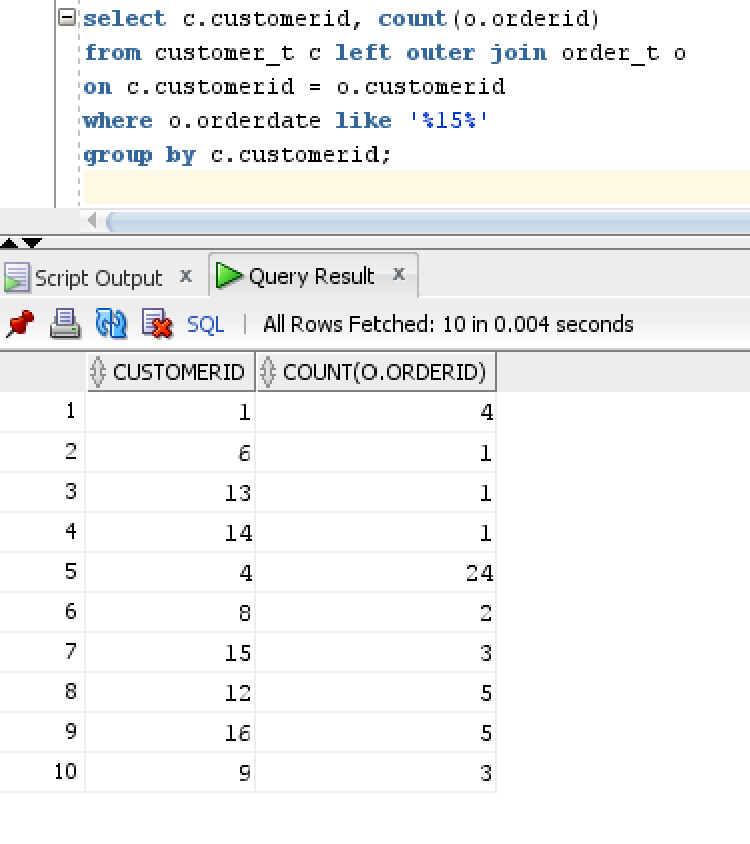 select c.customerid, count(o.orderid)
from customer_t c left outer join order_t o
on c.customerid = o.customerid
where o.orderdate like '%15%'
group by c.customerid;
Script Output x Query Result x
SQL | All Rows Fetched: 10 in 0.004 seconds
CUSTOMERID COUNT(O.ORDERID)
1 1 4
2 6 1
3 13 1
4 14 1
5 4 24
6 8 2
7 15 3
8 12 5
9 16 5
10 9 3